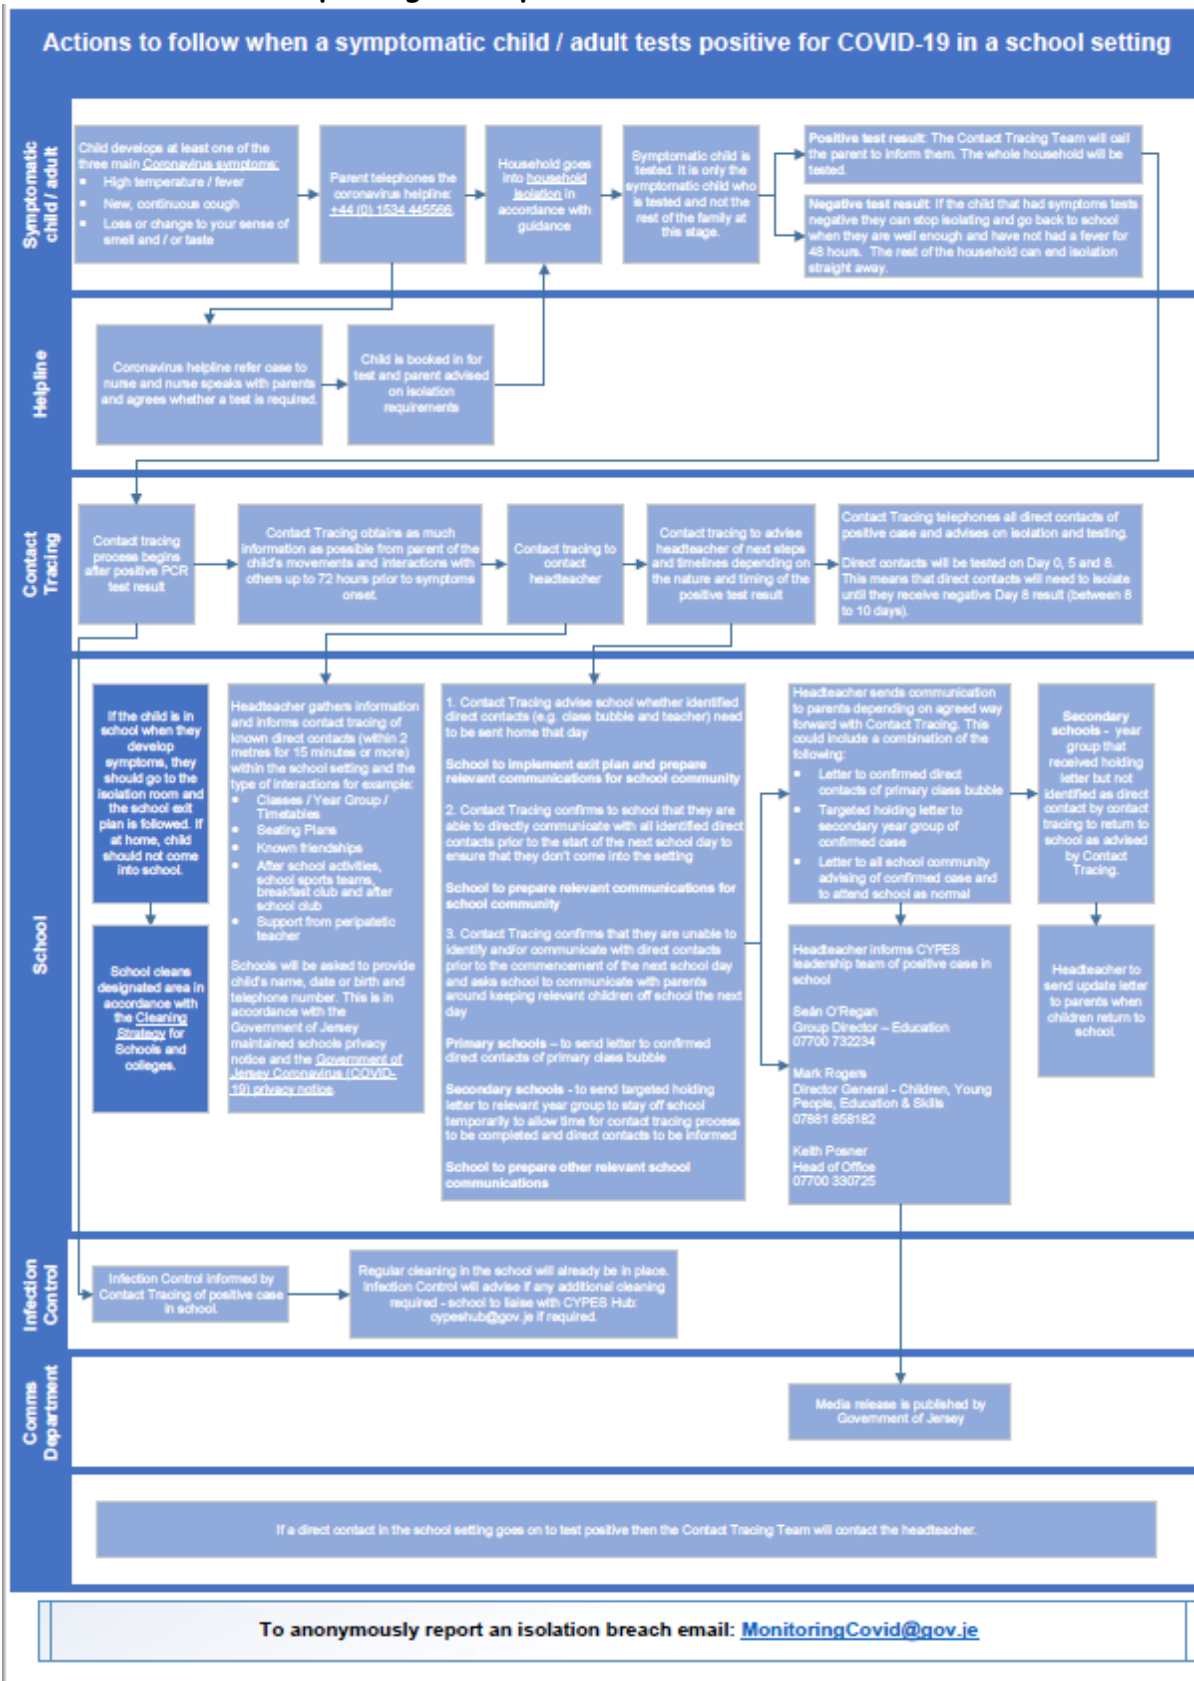 Actions to follow when a symptomatic child / adult tests positive for COVID-19 in a school setting
Symptomatic
child / adult
Child develops at least one of the
three main Coronavirus symptoms:
• High temperature / fever
• New, continuous cough
• Loss or change to your sense of
smell and / or taste
Parent telephones the
coronavirus helpline:
+44 (0) 1534 445566.
Household goes
into household
isolation in
accordance with
guidance
Symptomatic child is
tested. It is only the
symptomatic child who
is tested and not the
rest of the family at
this stage.
Positive test result: The Contact Tracing Team will call
the parent to inform them. The whole household will be
tested.
Negative test result: If the child that had symptoms tests
negative they can stop isolating and go back to school
when they are well enough and have not had a fever for
48 hours. The rest of the household can end isolation
straight away.
Helpline
Coronavirus helpline refer case to
nurse and nurse speaks with parents
and agrees whether a test is required.
Child is booked in for
test and parent advised
on isolation
requirements
Contact
Tracing
Contact tracing
process begins
after positive PCR
test result
Contact Tracing obtains as much
information as possible from parent of the
child's movements and interactions with
others up to 72 hours prior to symptoms
onset.
Contact tracing to
contact
headteacher
Contact tracing to advise
headteacher of next steps
and timelines depending on
the nature and timing of the
positive test result
Contact Tracing telephones all direct contacts of
positive case and advises on isolation and testing.
Direct contacts will be tested on Day 0, 5 and 8.
This means that direct contacts will need to isolate
until they receive negative Day 8 result (between 8
to 10 days).
School
If the child is in
school when they
develop
symptoms, they
should go to the
isolation room and
the school exit
plan is followed. If
at home, child
should not come
into school.
School cleans
designated area in
accordance with
the Cleaning
Strategy for
Schools and
colleges.
Headteacher gathers information
and informs contact tracing of
known direct contacts (within 2
metres for 15 minutes or more)
within the school setting and the
type of interactions for example:
• Classes / Year Group /
Timetables
• Seating Plans
• Known friendships
• After school activities,
school sports teams,
breakfast club and after
school club
• Support from peripatetic
teacher
Schools will be asked to provide
child's name, date or birth and
telephone number. This is in
accordance with the
Government of Jersey
maintained schools privacy
notice and the Government of
Jersey Coronavirus (COVID-
19) privacy notice.
1. Contact Tracing advise school whether identified
direct contacts (e.g. class bubble and teacher) need
to be sent home that day
School to implement exit plan and prepare
relevant communications for school community
2. Contact Tracing confirms to school that they are
able to directly communicate with all identified direct
contacts prior to the start of the next school day to
ensure that they don't come into the setting
School to prepare relevant communications for
school community
3. Contact Tracing confirms that they are unable to
identify and/or communicate with direct contacts
prior to the commencement of the next school day
and asks school to communicate with parents
around keeping relevant children off school the next
day
Primary schools – to send letter to confirmed
direct contacts of primary class bubble
Secondary schools - to send targeted holding
letter to relevant year group to stay off school
temporarily to allow time for contact tracing process
to be completed and direct contacts to be informed
School to prepare other relevant school
communications
Headteacher sends communication
to parents depending on agreed way
forward with Contact Tracing. This
could include a combination of the
following:
• Letter to confirmed direct
contacts of primary class bubble
• Targeted holding letter to
secondary year group of
confirmed case
• Letter to all school community
advising of confirmed case and
to attend school as normal
Headteacher informs CYPES
leadership team of positive case in
school
Seán O'Regan
Group Director – Education
07700 732234
Mark Rogers
Director General - Children, Young
People, Education & Skills
07881 858182
Keith Posner
Head of Office
07700 330725
Secondary
schools - year
group that
received holding
letter but not
identified as direct
contact by contact
tracing to return to
school as advised
by Contact
Tracing.
Headteacher to
send update letter
to parents when
children return to
school.
Infection
Control
Infection Control informed by
Contact Tracing of positive case
in school.
Regular cleaning in the school will already be in place.
Infection Control will advise if any additional cleaning
required - school to liaise with CYPES Hub:
cypeshub@gov.je if required.
Comms
Department
Media release is published by
Government of Jersey
If a direct contact in the school setting goes on to test positive then the Contact Tracing Team will contact the headteacher.
To anonymously report an isolation breach email: MonitoringCovid@gov.je